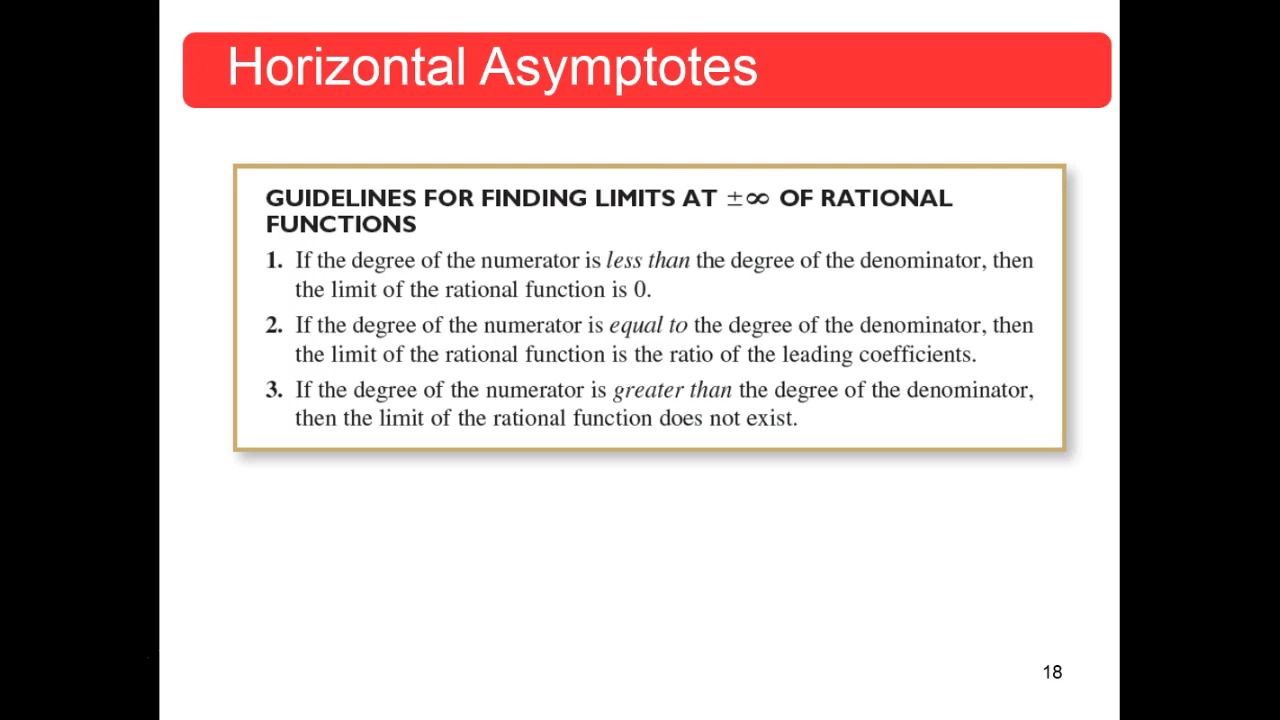 Horizontal Asymptotes
GUIDELINES FOR FINDING LIMITS AT ±∞ OF RATIONAL
FUNCTIONS
1. If the degree of the numerator is less than the degree of the denominator, then
the limit of the rational function is 0.
2. If the degree of the numerator is equal to the degree of the denominator, then
the limit of the rational function is the ratio of the leading coefficients.
3. If the degree of the numerator is greater than the degree of the denominator,
then the limit of the rational function does not exist.
18